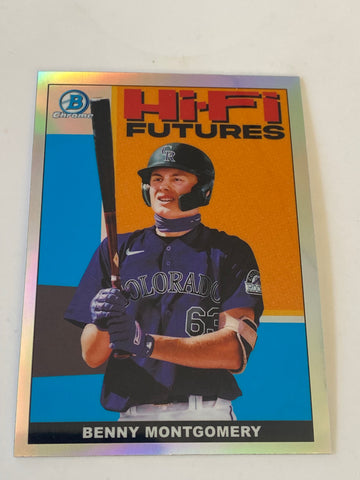 B
Chrome
Hi-Fi
FUTURES
CR
COLORADO
63
BENNY MONTGOMERY